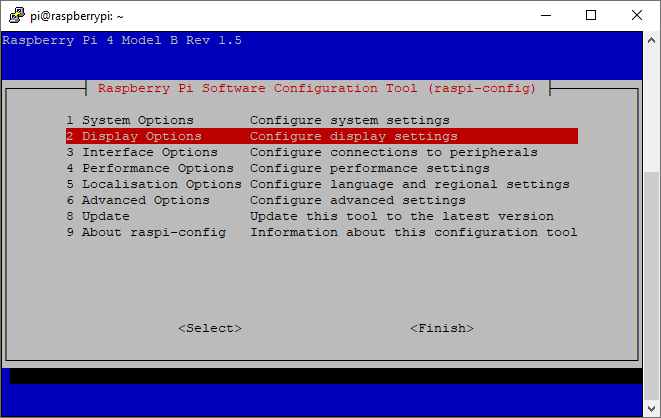 pi@raspberrypi: ~
Raspberry Pi 4 Model B Rev 1.5
Raspberry Pi Software Configuration Tool (raspi-config)
1 System Options Configure system settings
2 Display Options Configure display settings
3 Interface Options Configure connections to peripherals
4 Performance Options Configure performance settings
5 Localisation Options Configure language and regional settings
6 Advanced Options Configure advanced settings
8 Update Update this tool to the latest version
9 About raspi-config Information about this configuration tool
<Select> <Finish>